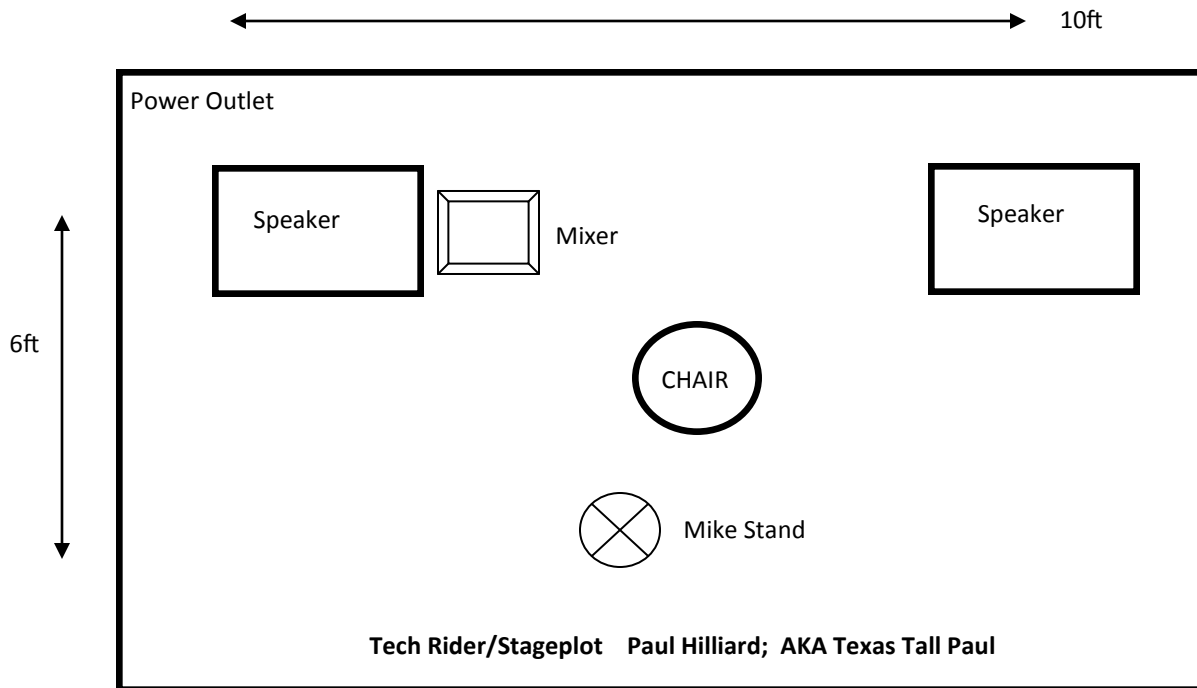 10ft
Power Outlet
Speaker
Speaker
Mixer
6ft
CHAIR
Mike Stand
Tech Rider/Stageplot Paul Hilliard; AKA Texas Tall Paul